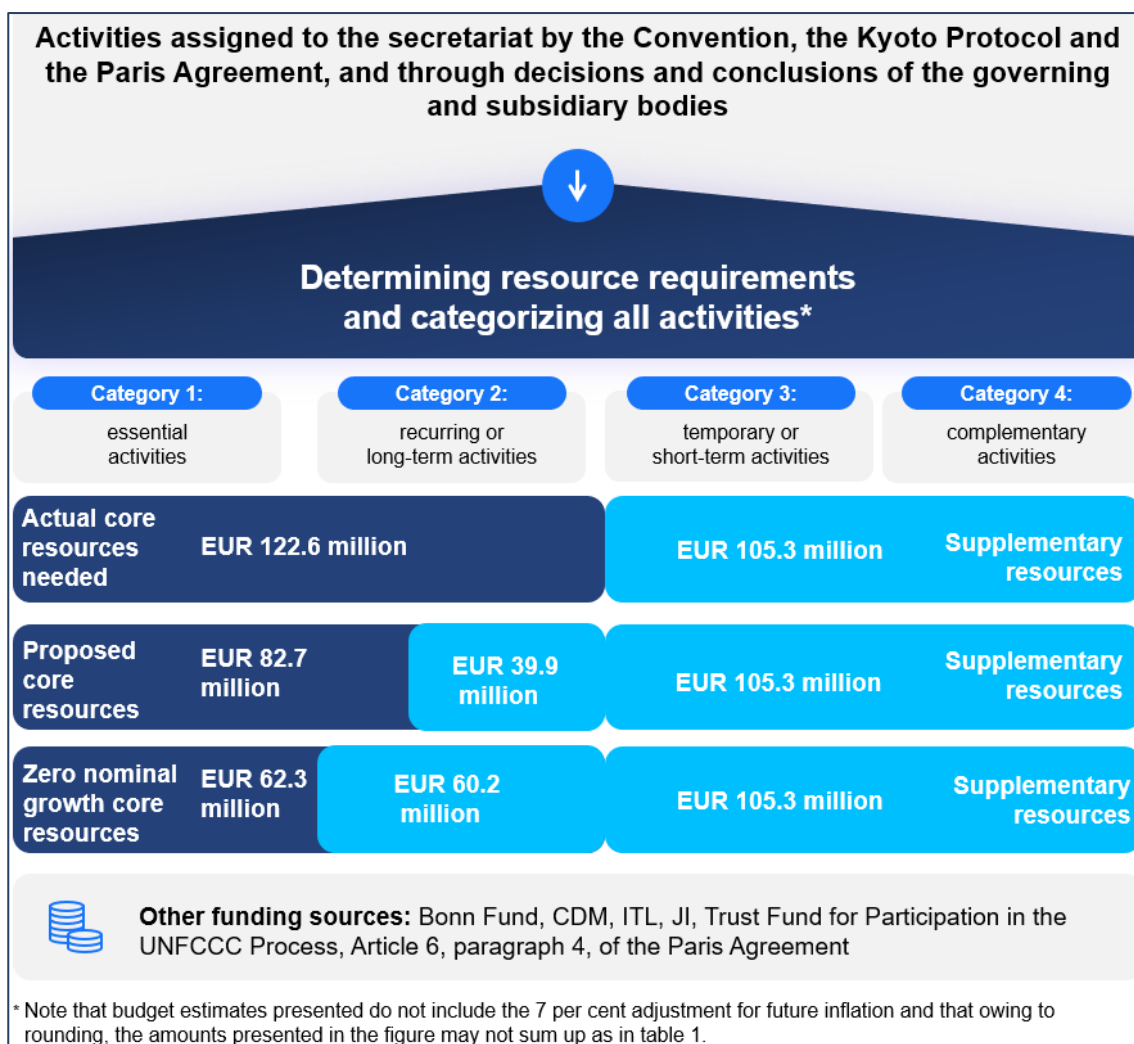 Activities assigned to the secretariat by the Convention, the Kyoto Protocol and
the Paris Agreement, and through decisions and conclusions of the governing
and subsidiary bodies
Determining resource requirements
and categorizing all activities*
Category 1:
essential
activities
Category 2:
recurring or
long-term activities
Category 3:
temporary or
short-term activities
Category 4:
complementary
activities
Actual core
resources
needed
EUR 122.6 million
EUR 105.3 million
Supplementary
resources
Proposed
core
resources
EUR 82.7
million
EUR 39.9
million
EUR 105.3 million
Supplementary
resources
Zero nominal
growth core
resources
EUR 62.3
million
EUR 60.2
million
EUR 105.3 million
Supplementary
resources
Other funding sources: Bonn Fund, CDM, ITL, JI, Trust Fund for Participation in the
UNFCCC Process, Article 6, paragraph 4, of the Paris Agreement
* Note that budget estimates presented do not include the 7 per cent adjustment for future inflation and that owing to
rounding, the amounts presented in the figure may not sum up as in table 1.